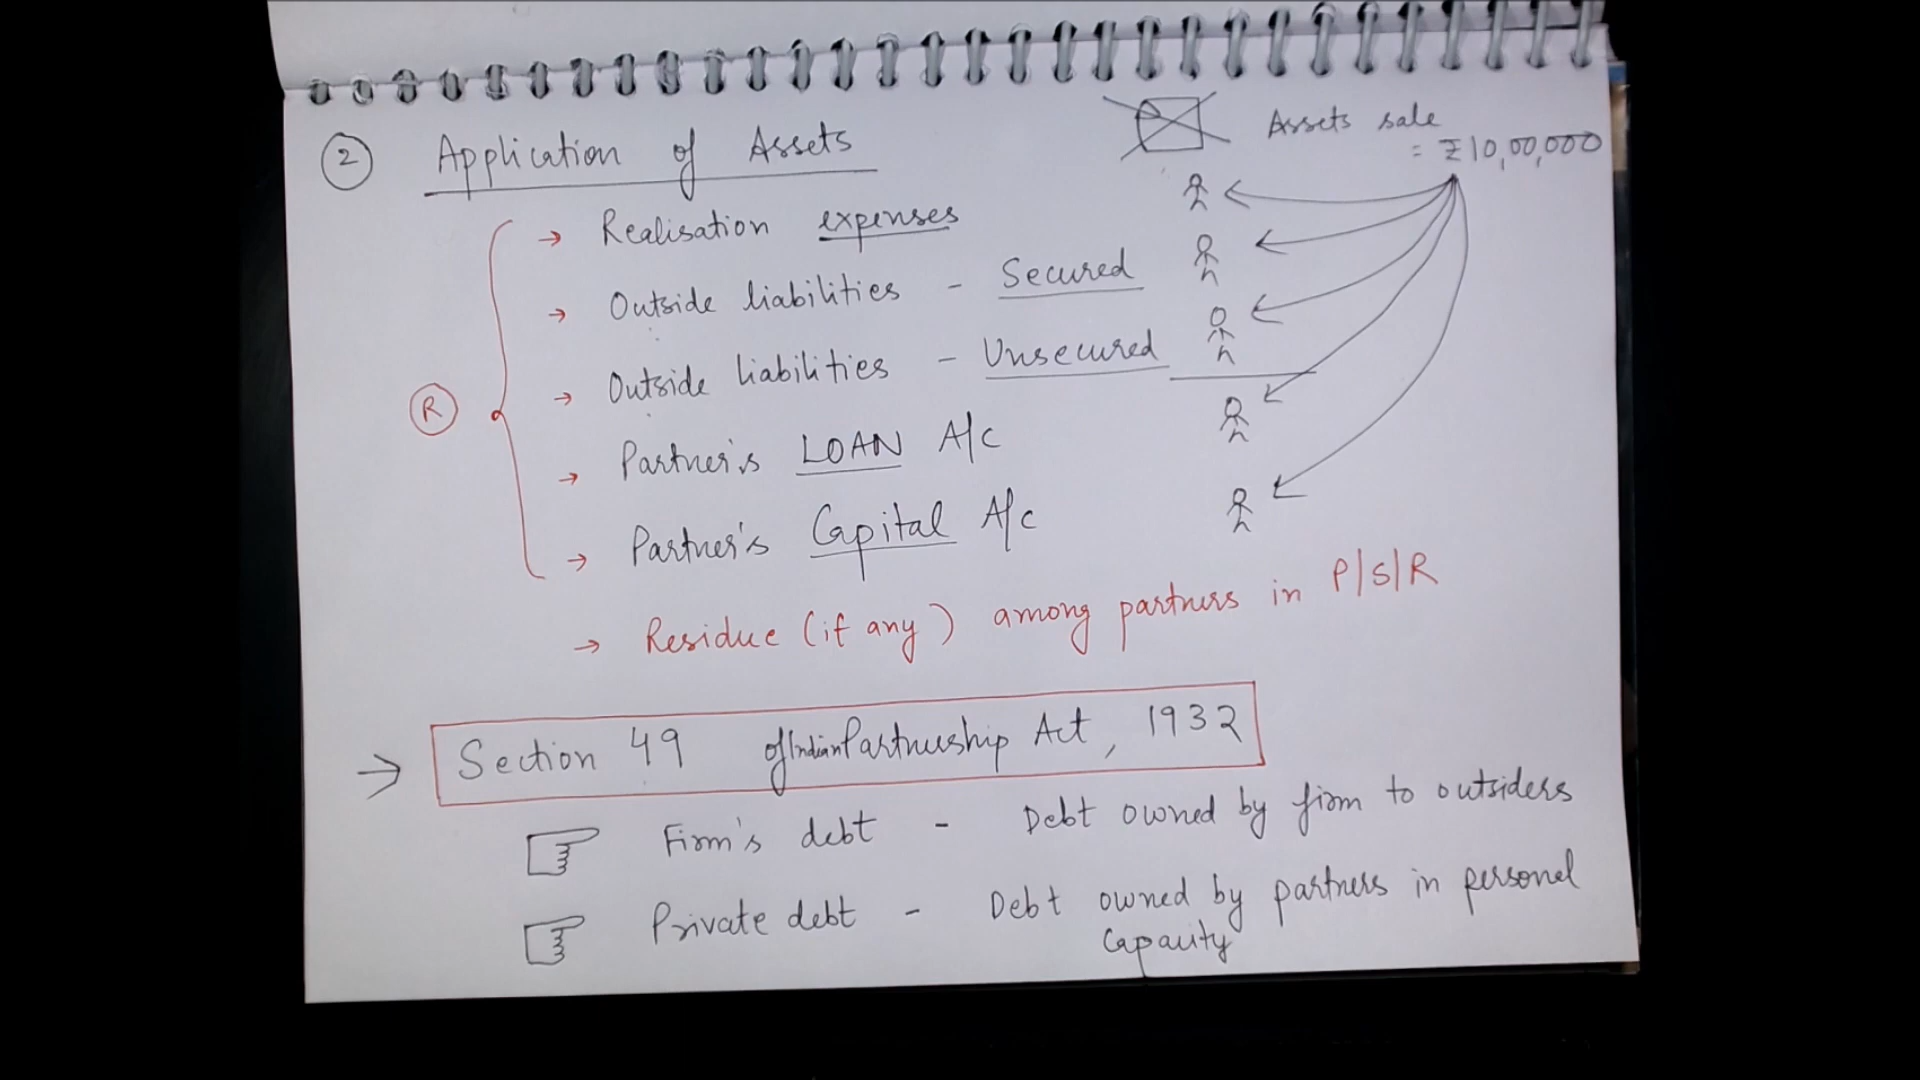 2 Application of Assets
Assets sale
= ₹10,00,000
→ Realisation expenses
→ Outside liabilities - Secured
→ Outside liabilities - Unsecured
R
→ Partner's LOAN A/c
→ Partner's Capital A/c
→ Residue (if any) among partners in P/S/R
→ Section 49 of Indian Partnership Act, 1932
Firm's debt - Debt owned by firm to outsiders
Private debt - Debt owned by partners in personal
Capacity